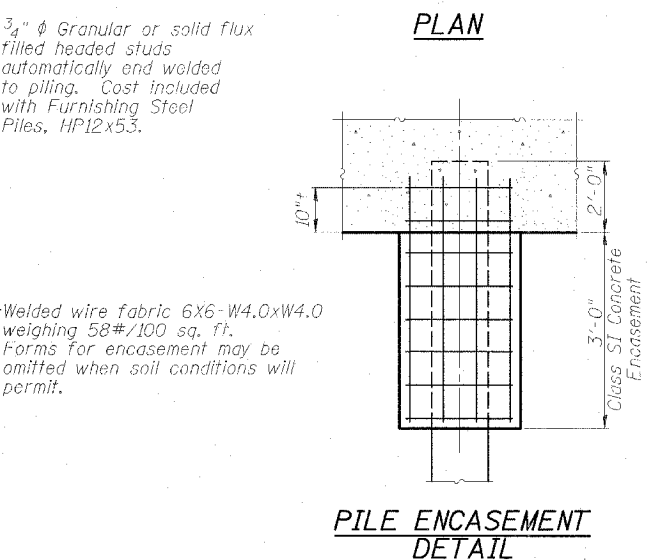 PLAN
3/4" φ Granular or solid flux
filled headed studs
automatically end welded
to piling. Cost included
with Furnishing Steel
Piles, HP12x53.
10"±
2'-0"
3'-0"
Class SI Concrete
Encasement
Welded wire fabric 6X6-W4.0xW4.0
weighing 58#/100 sq. ft.
Forms for encasement may be
omitted when soil conditions will
permit.
PILE ENCASEMENT
DETAIL